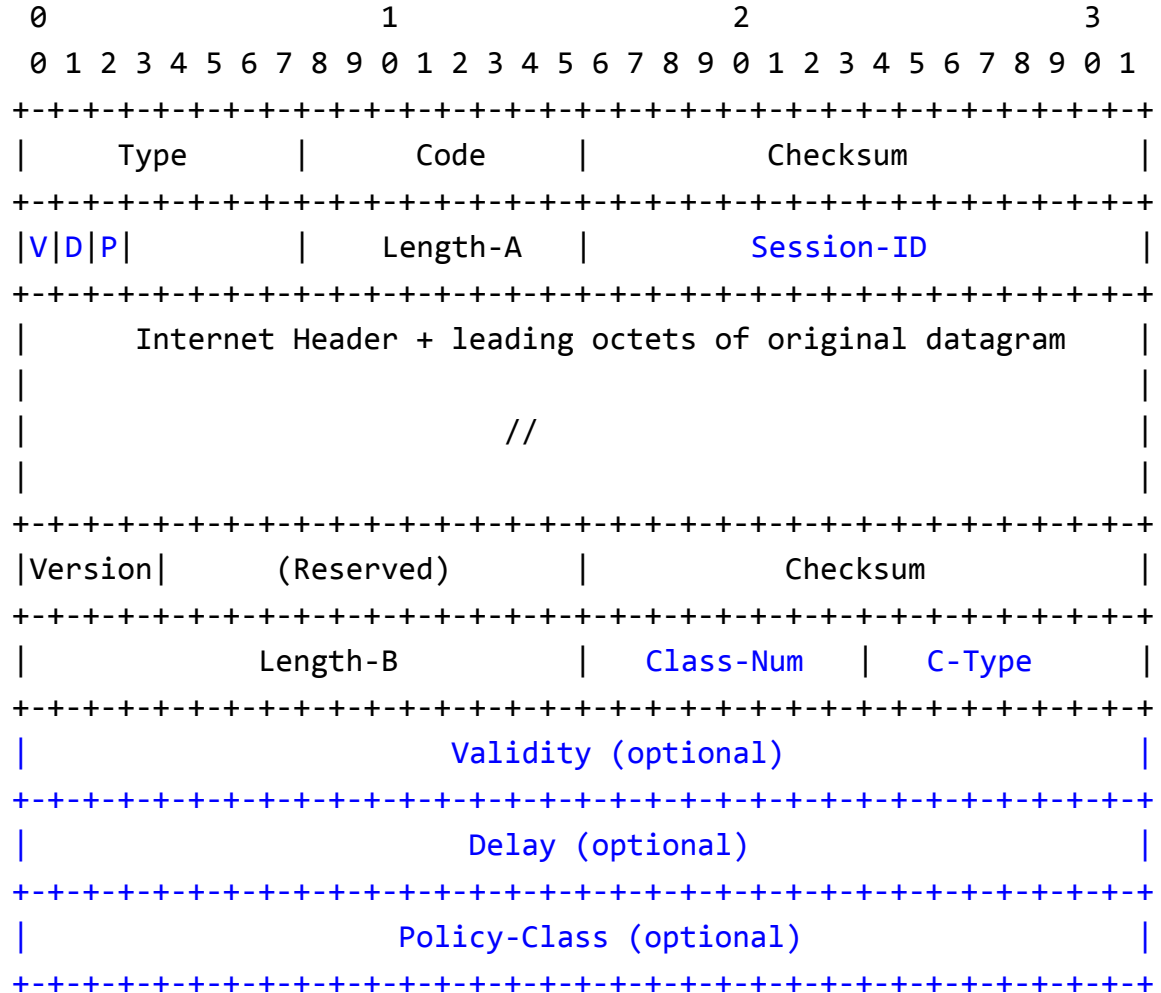 0                   1                   2                   3
 0 1 2 3 4 5 6 7 8 9 0 1 2 3 4 5 6 7 8 9 0 1 2 3 4 5 6 7 8 9 0 1
+-+-+-+-+-+-+-+-+-+-+-+-+-+-+-+-+-+-+-+-+-+-+-+-+-+-+-+-+-+-+-+-+
|     Type      |      Code     |          Checksum             |
+-+-+-+-+-+-+-+-+-+-+-+-+-+-+-+-+-+-+-+-+-+-+-+-+-+-+-+-+-+-+-+-+
|V|D|P|         |    Length-A   |         Session-ID            |
+-+-+-+-+-+-+-+-+-+-+-+-+-+-+-+-+-+-+-+-+-+-+-+-+-+-+-+-+-+-+-+-+
|      Internet Header + leading octets of original datagram    |
|                                                               |
|                           //                                  |
|                                                               |
+-+-+-+-+-+-+-+-+-+-+-+-+-+-+-+-+-+-+-+-+-+-+-+-+-+-+-+-+-+-+-+-+
|Version|      (Reserved)       |           Checksum            |
+-+-+-+-+-+-+-+-+-+-+-+-+-+-+-+-+-+-+-+-+-+-+-+-+-+-+-+-+-+-+-+-+
|             Length-B          |   Class-Num   |   C-Type      |
+-+-+-+-+-+-+-+-+-+-+-+-+-+-+-+-+-+-+-+-+-+-+-+-+-+-+-+-+-+-+-+-+
|                        Validity (optional)                    |
+-+-+-+-+-+-+-+-+-+-+-+-+-+-+-+-+-+-+-+-+-+-+-+-+-+-+-+-+-+-+-+-+
|                         Delay (optional)                      |
+-+-+-+-+-+-+-+-+-+-+-+-+-+-+-+-+-+-+-+-+-+-+-+-+-+-+-+-+-+-+-+-+
|                     Policy-Class (optional)                   |
+-+-+-+-+-+-+-+-+-+-+-+-+-+-+-+-+-+-+-+-+-+-+-+-+-+-+-+-+-+-+-+-+